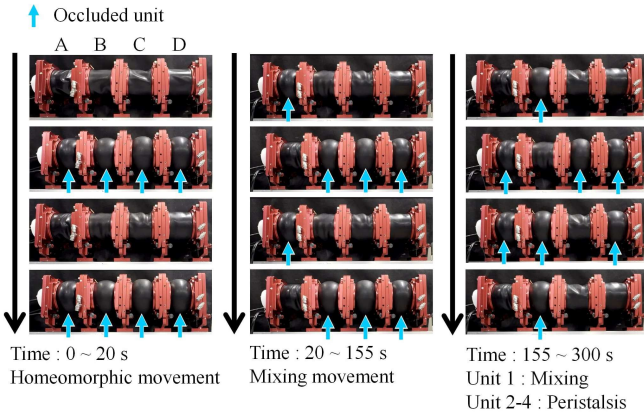 Occluded unit
A B C D
Time : 0 ~ 20 s
Homeomorphic movement
Time : 20 ~ 155 s
Mixing movement
Time : 155 ~ 300 s
Unit 1 : Mixing
Unit 2-4 : Peristalsis